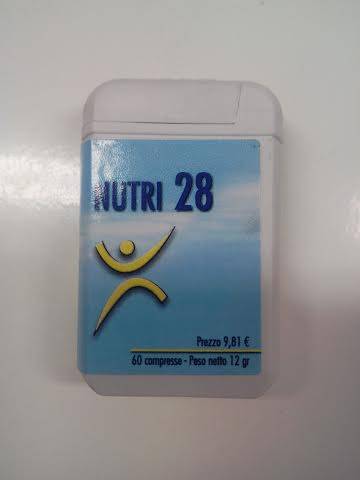 NUTRI 28
Prezzo 9,81 €
60 compresse - Peso netto 12 gr